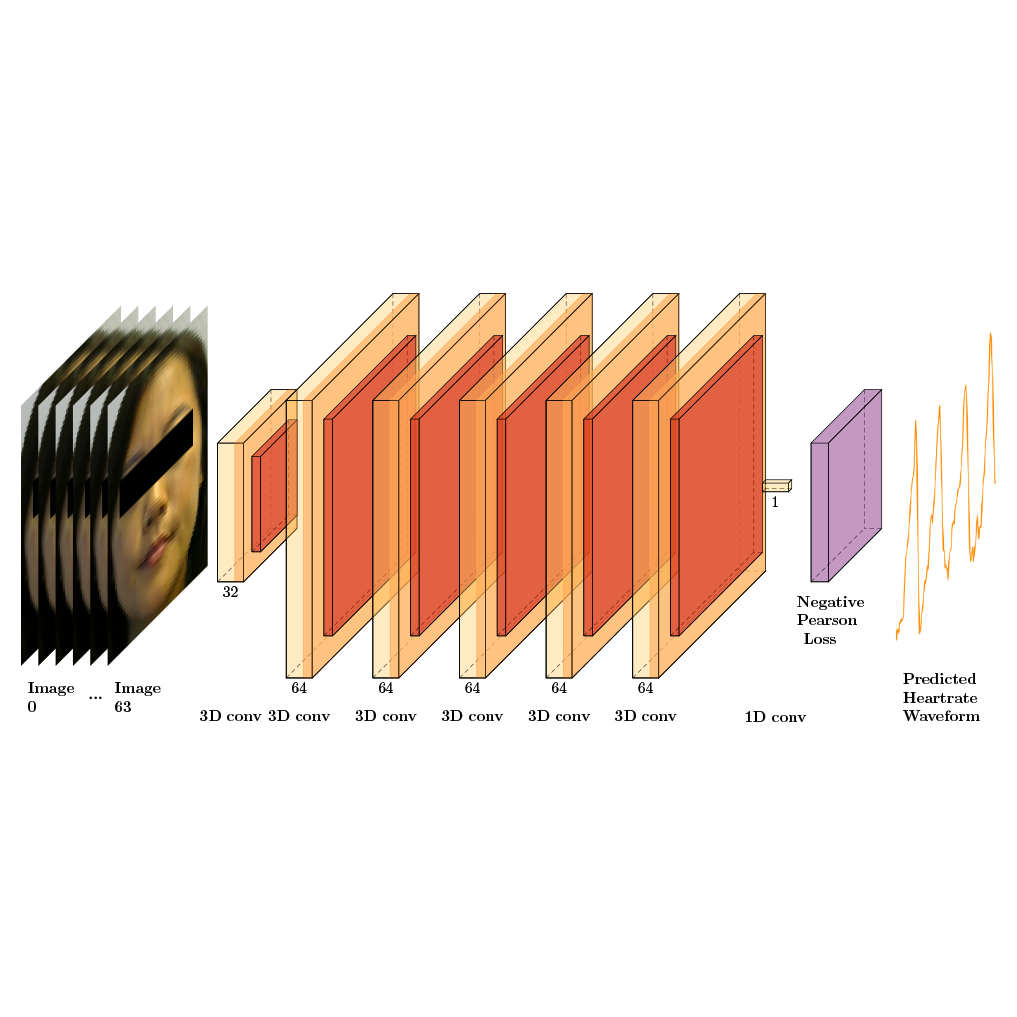 32
64
64
64
64
64
1
Image
0
...
Image
63
3D conv
3D conv
3D conv
3D conv
3D conv
3D conv
1D conv
Negative
Pearson
Loss
Predicted
Heartrate
Waveform